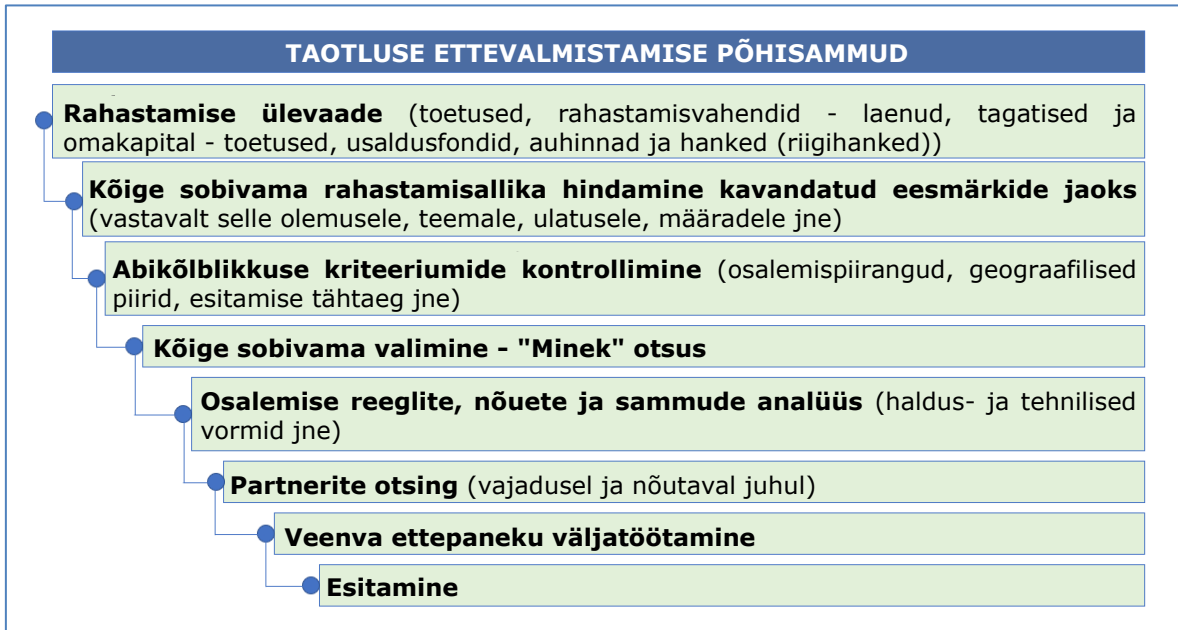 TAOTLUSE ETTEVALMISTAMISE PÕHISAMMUD
Rahastamise ülevaade (toetused, rahastamisvahendid - laenud, tagatised ja
omakapital - toetused, usaldusfondid, auhinnad ja hanked (riigihanked))
Kõige sobivama rahastamisallika hindamine kavandatud eesmärkide jaoks
(vastavalt selle olemusele, teemale, ulatusele, määradele jne)
Abikõlblikkuse kriteeriumide kontrollimine (osalemispiirangud, geograafilised
piirid, esitamise tähtaeg jne)
Kõige sobivama valimine - "Minek" otsus
Osalemise reeglite, nõuete ja sammude analüüs (haldus- ja tehnilised
vormid jne)
Partnerite otsing (vajadusel ja nõutaval juhul)
Veenva ettepaneku väljatöötamine
Esitamine